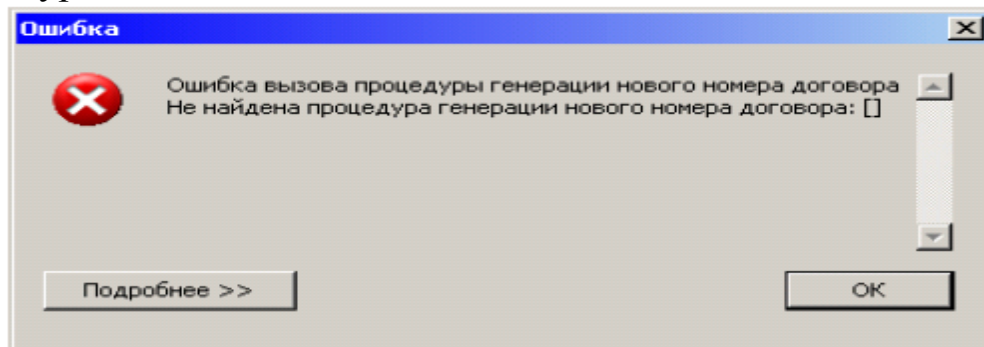 Ошибка
Ошибка вызова процедуры генерации нового номера договора
Не найдена процедура генерации нового номера договора: []
Подробнее >>
OK